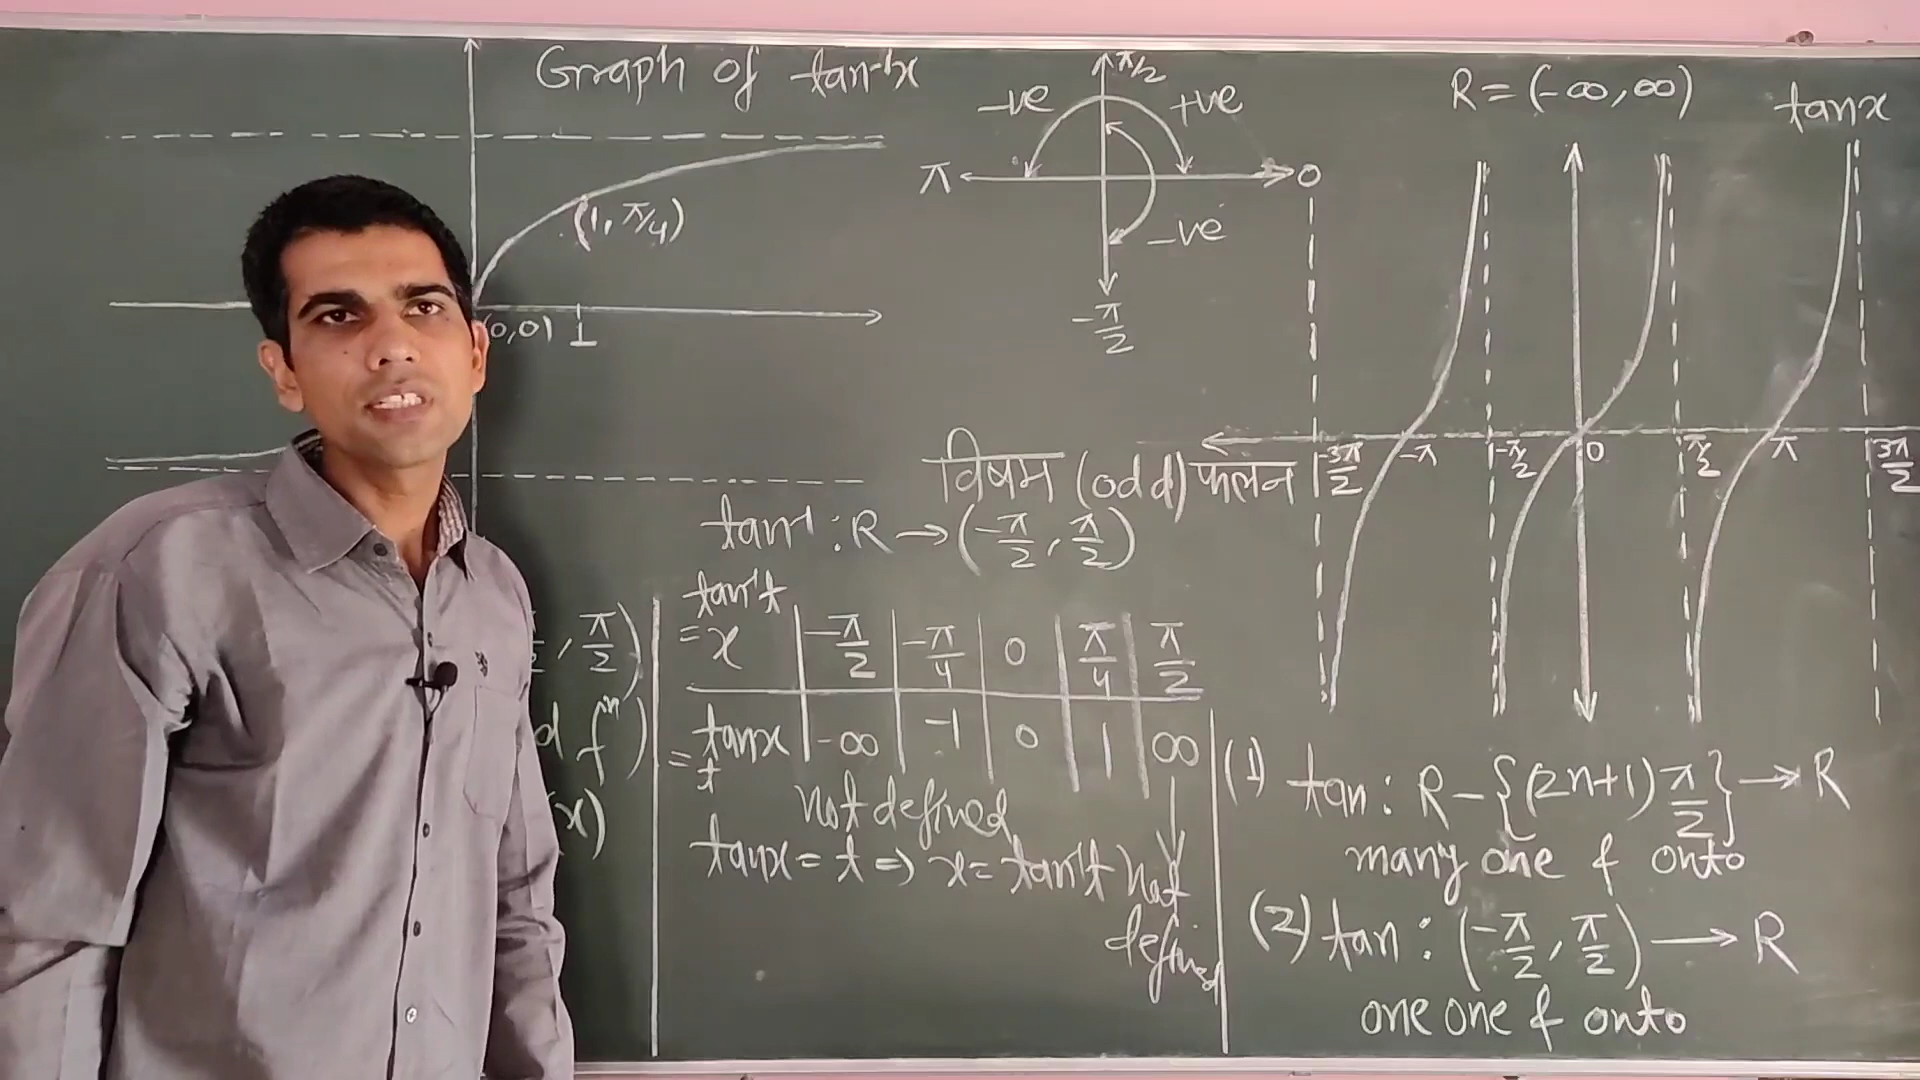 Graph of tan⁻¹x
(1, π/4)
(0,0) 1
π/2
-ve +ve
π 0
-ve
-π/2
R = (-∞, ∞) tanx
-3π/2 -π -π/2 0 π/2 π 3π/2
विषम (odd) फलन
tan⁻¹ : R → (-π/2, π/2)
, π/2)
d fⁿ)
(x)
tan⁻¹t
= x | -π/2 | -π/4 | 0 | π/4 | π/2
= tanx | -∞ | -1 | 0 | 1 | ∞
t
not defined
tanx = t ⇒ x = tan⁻¹t not
defined
(1) tan : R - {(2n+1) π/2} → R
many one & onto
(2) tan : (-π/2, π/2) → R
one one & onto